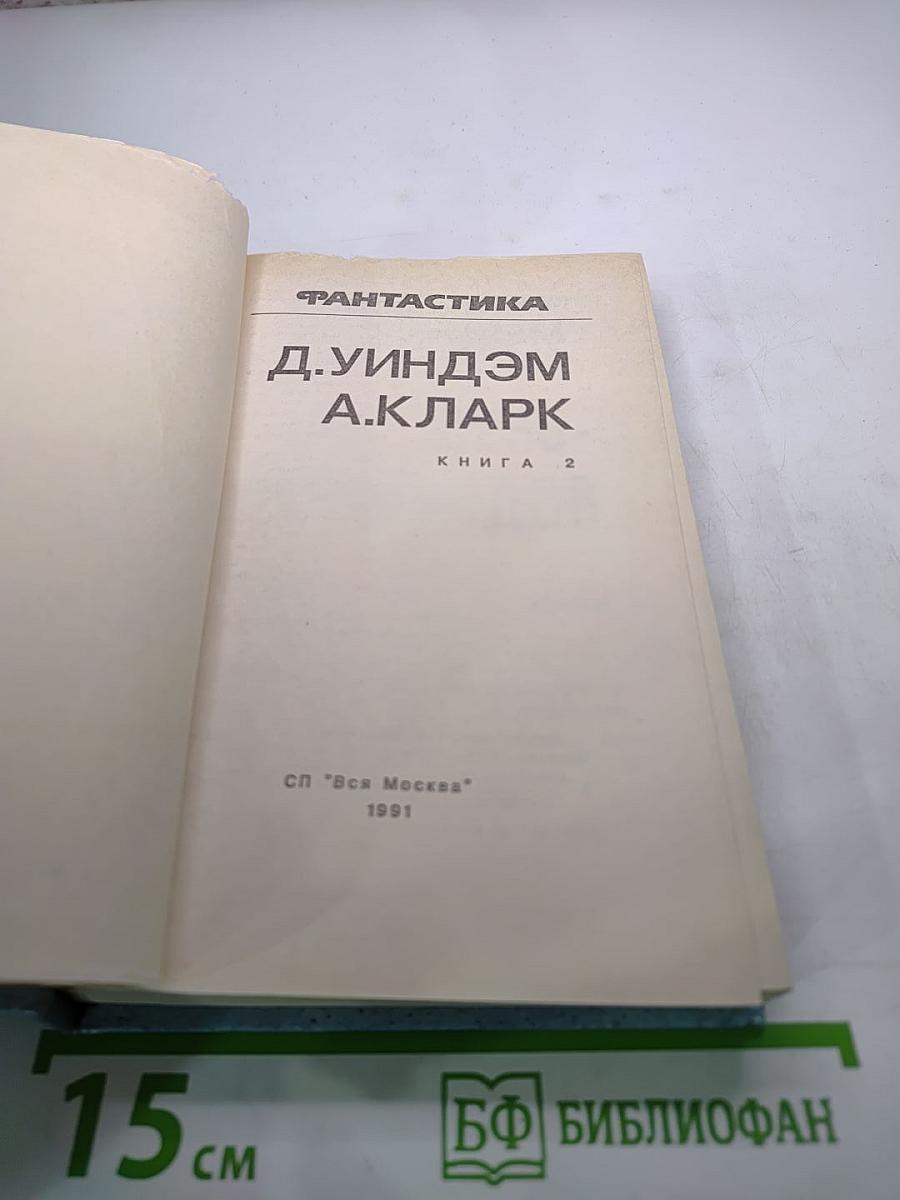 ФАНТАСТИКА
Д.УИНДЭМ
А.КЛАРК
КНИГА 2
СП "Вся Москва"
1991
15 см
БФ БИБЛИОФАН